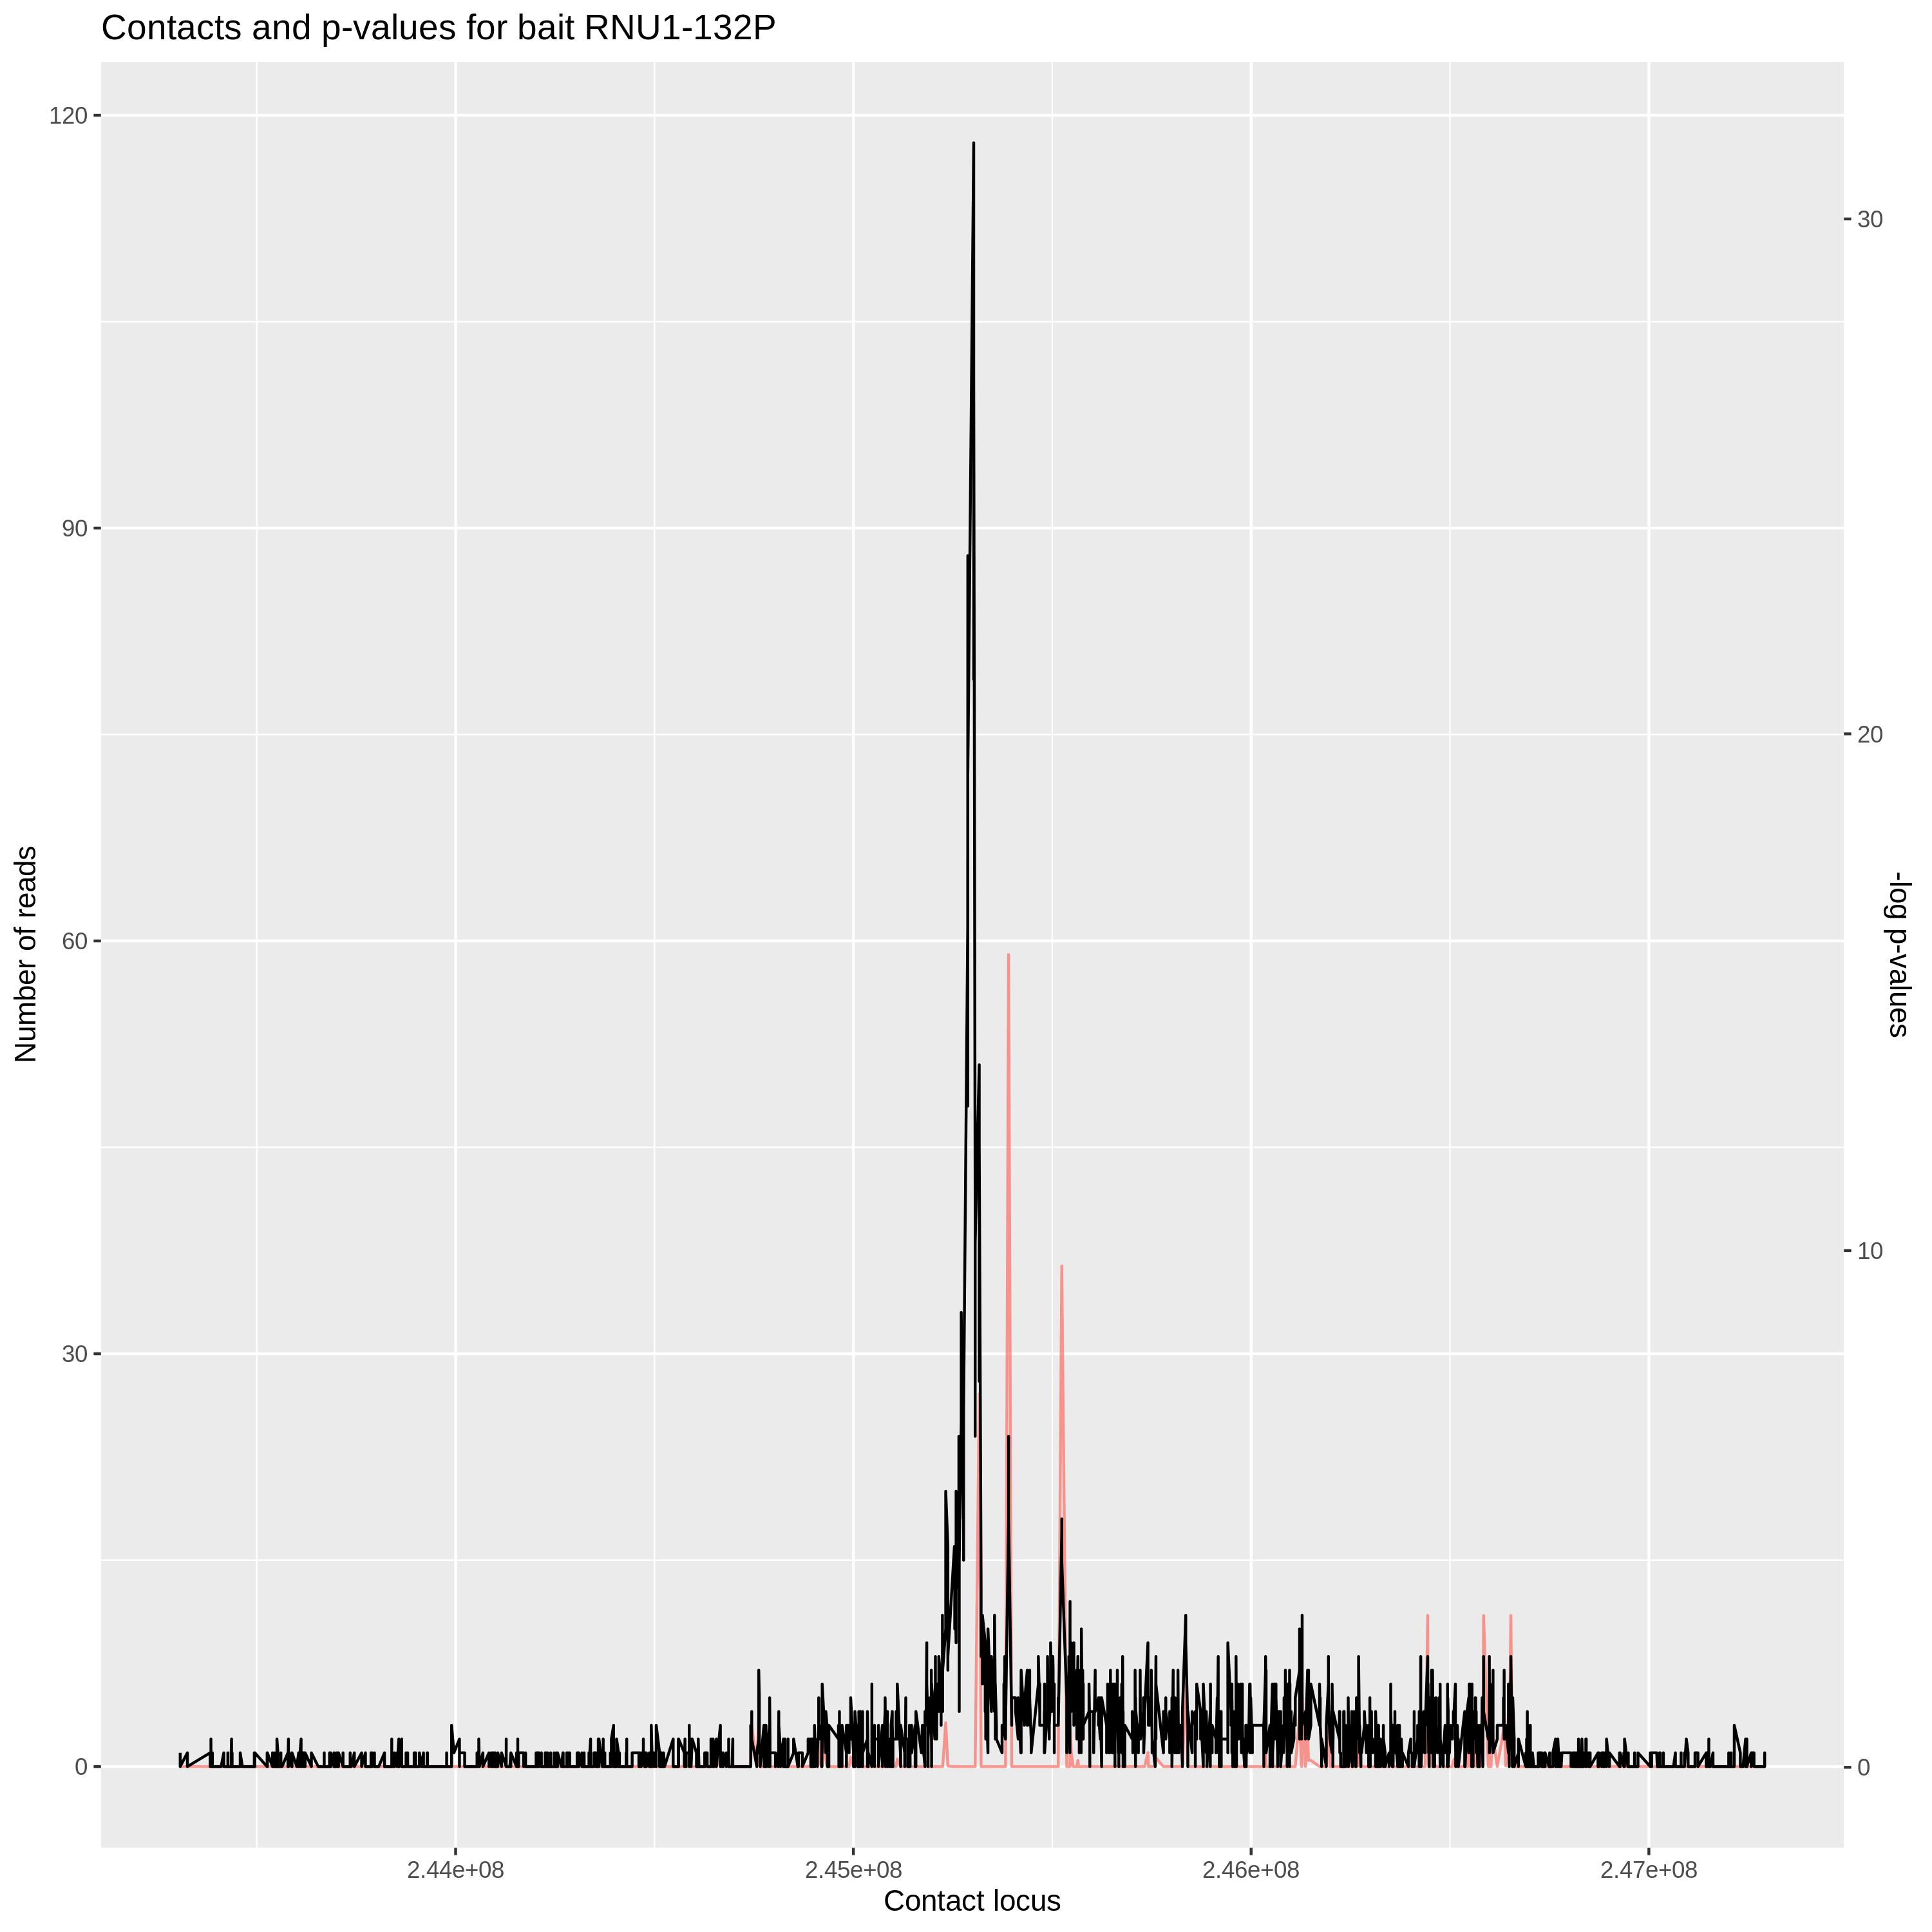 Contacts and p-values for bait RNU1-132P
120
90
60
30
0
Number of reads
30
20
10
0
-log p-values
2.44e+08
2.45e+08
2.46e+08
2.47e+08
Contact locus